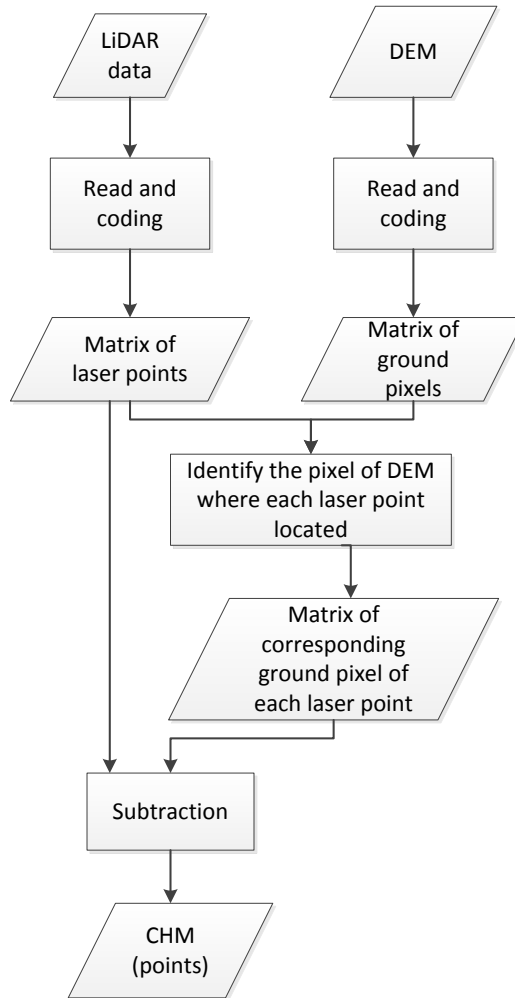 LiDAR
data
DEM
Read and
coding
Read and
coding
Matrix of
laser points
Matrix of
ground
pixels
Identify the pixel of DEM
where each laser point
located
Matrix of
corresponding
ground pixel of
each laser point
Subtraction
CHM
(points)